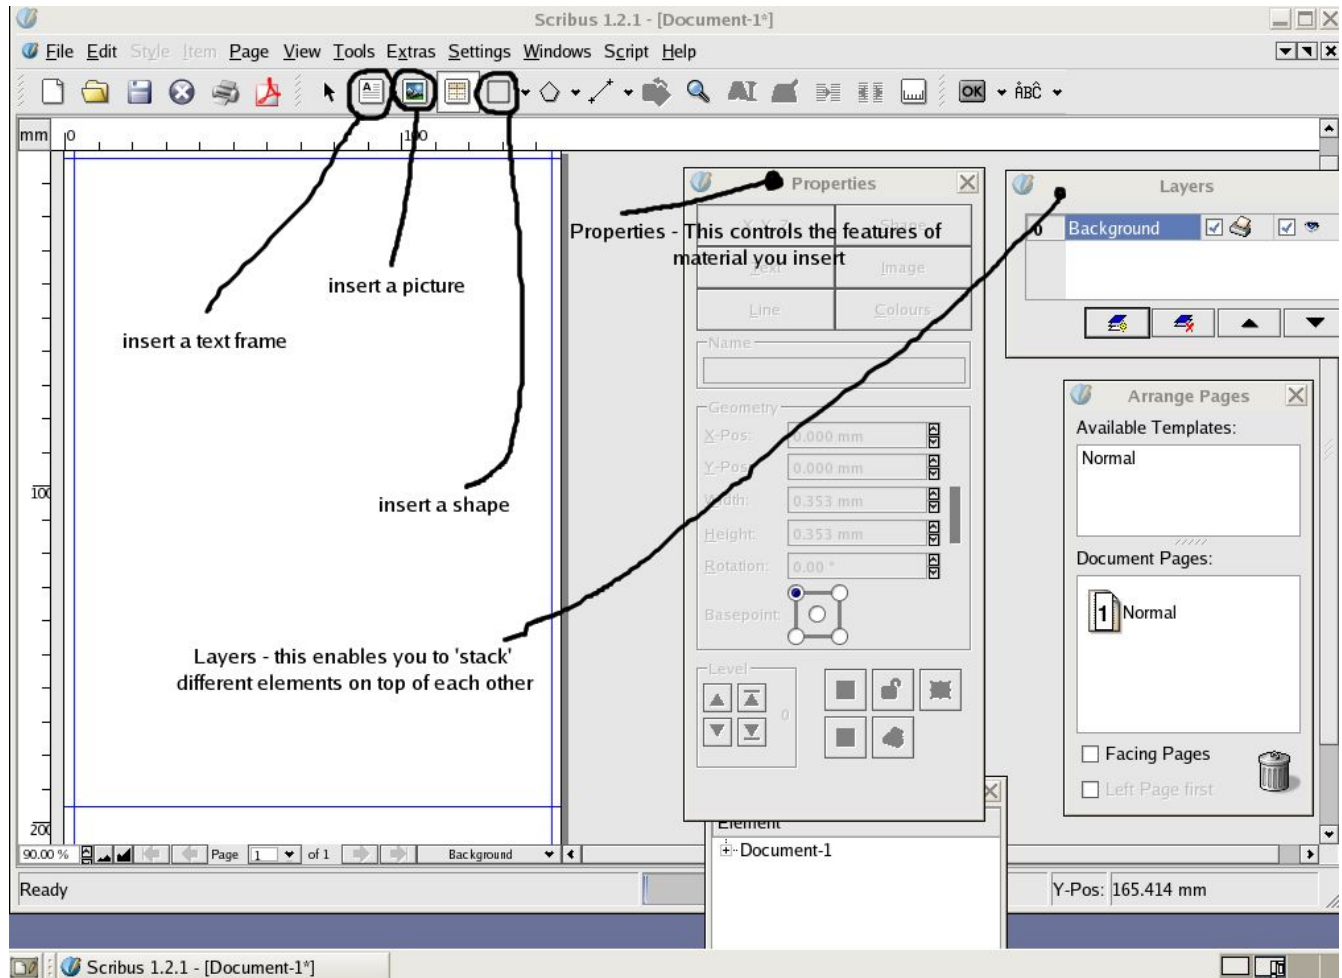 Scribus 1.2.1 - [Document-1*]
File Edit Style Item Page View Tools Extras Settings Windows Script Help
OK ÀBĈ
mm 0 100
Properties
Layers
X, Y, Z Shape
Properties - This controls the features of
material you insert
0 Background
Text Image
insert a picture
Line Colours
insert a text frame
Name
Arrange Pages
Geometry
Available Templates:
X-Pos: 0.000 mm
Normal
Y-Pos: 0.000 mm
100
Width: 0.353 mm
insert a shape
Height: 0.353 mm
Document Pages:
Rotation: 0.00 °
1 Normal
Basepoint:
Layers - this enables you to 'stack'
different elements on top of each other
Level
0
Facing Pages
Left Page first
200
Element
90.00 % Page 1 of 1 Background
Document-1
Ready
Y-Pos: 165.414 mm
Scribus 1.2.1 - [Document-1*]